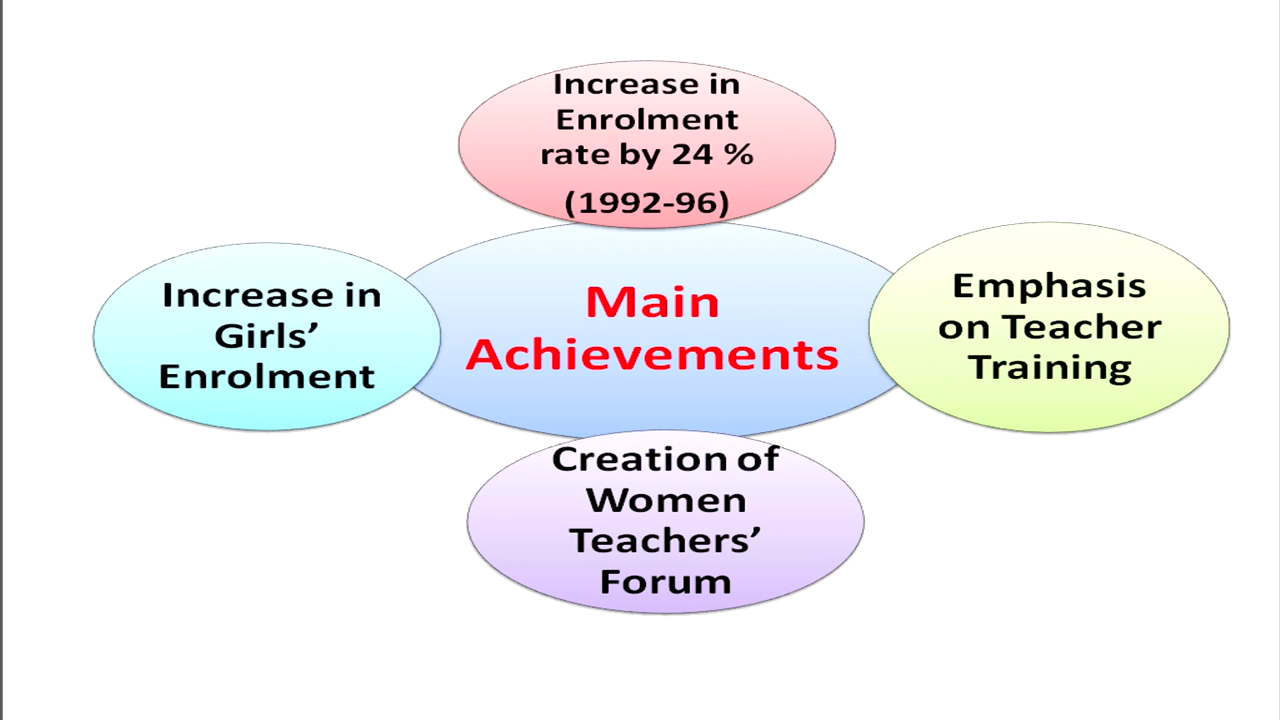 Increase in
Enrolment
rate by 24 %
(1992-96)
Increase in
Girls’
Enrolment
Main
Achievements
Emphasis
on Teacher
Training
Creation of
Women
Teachers’
Forum